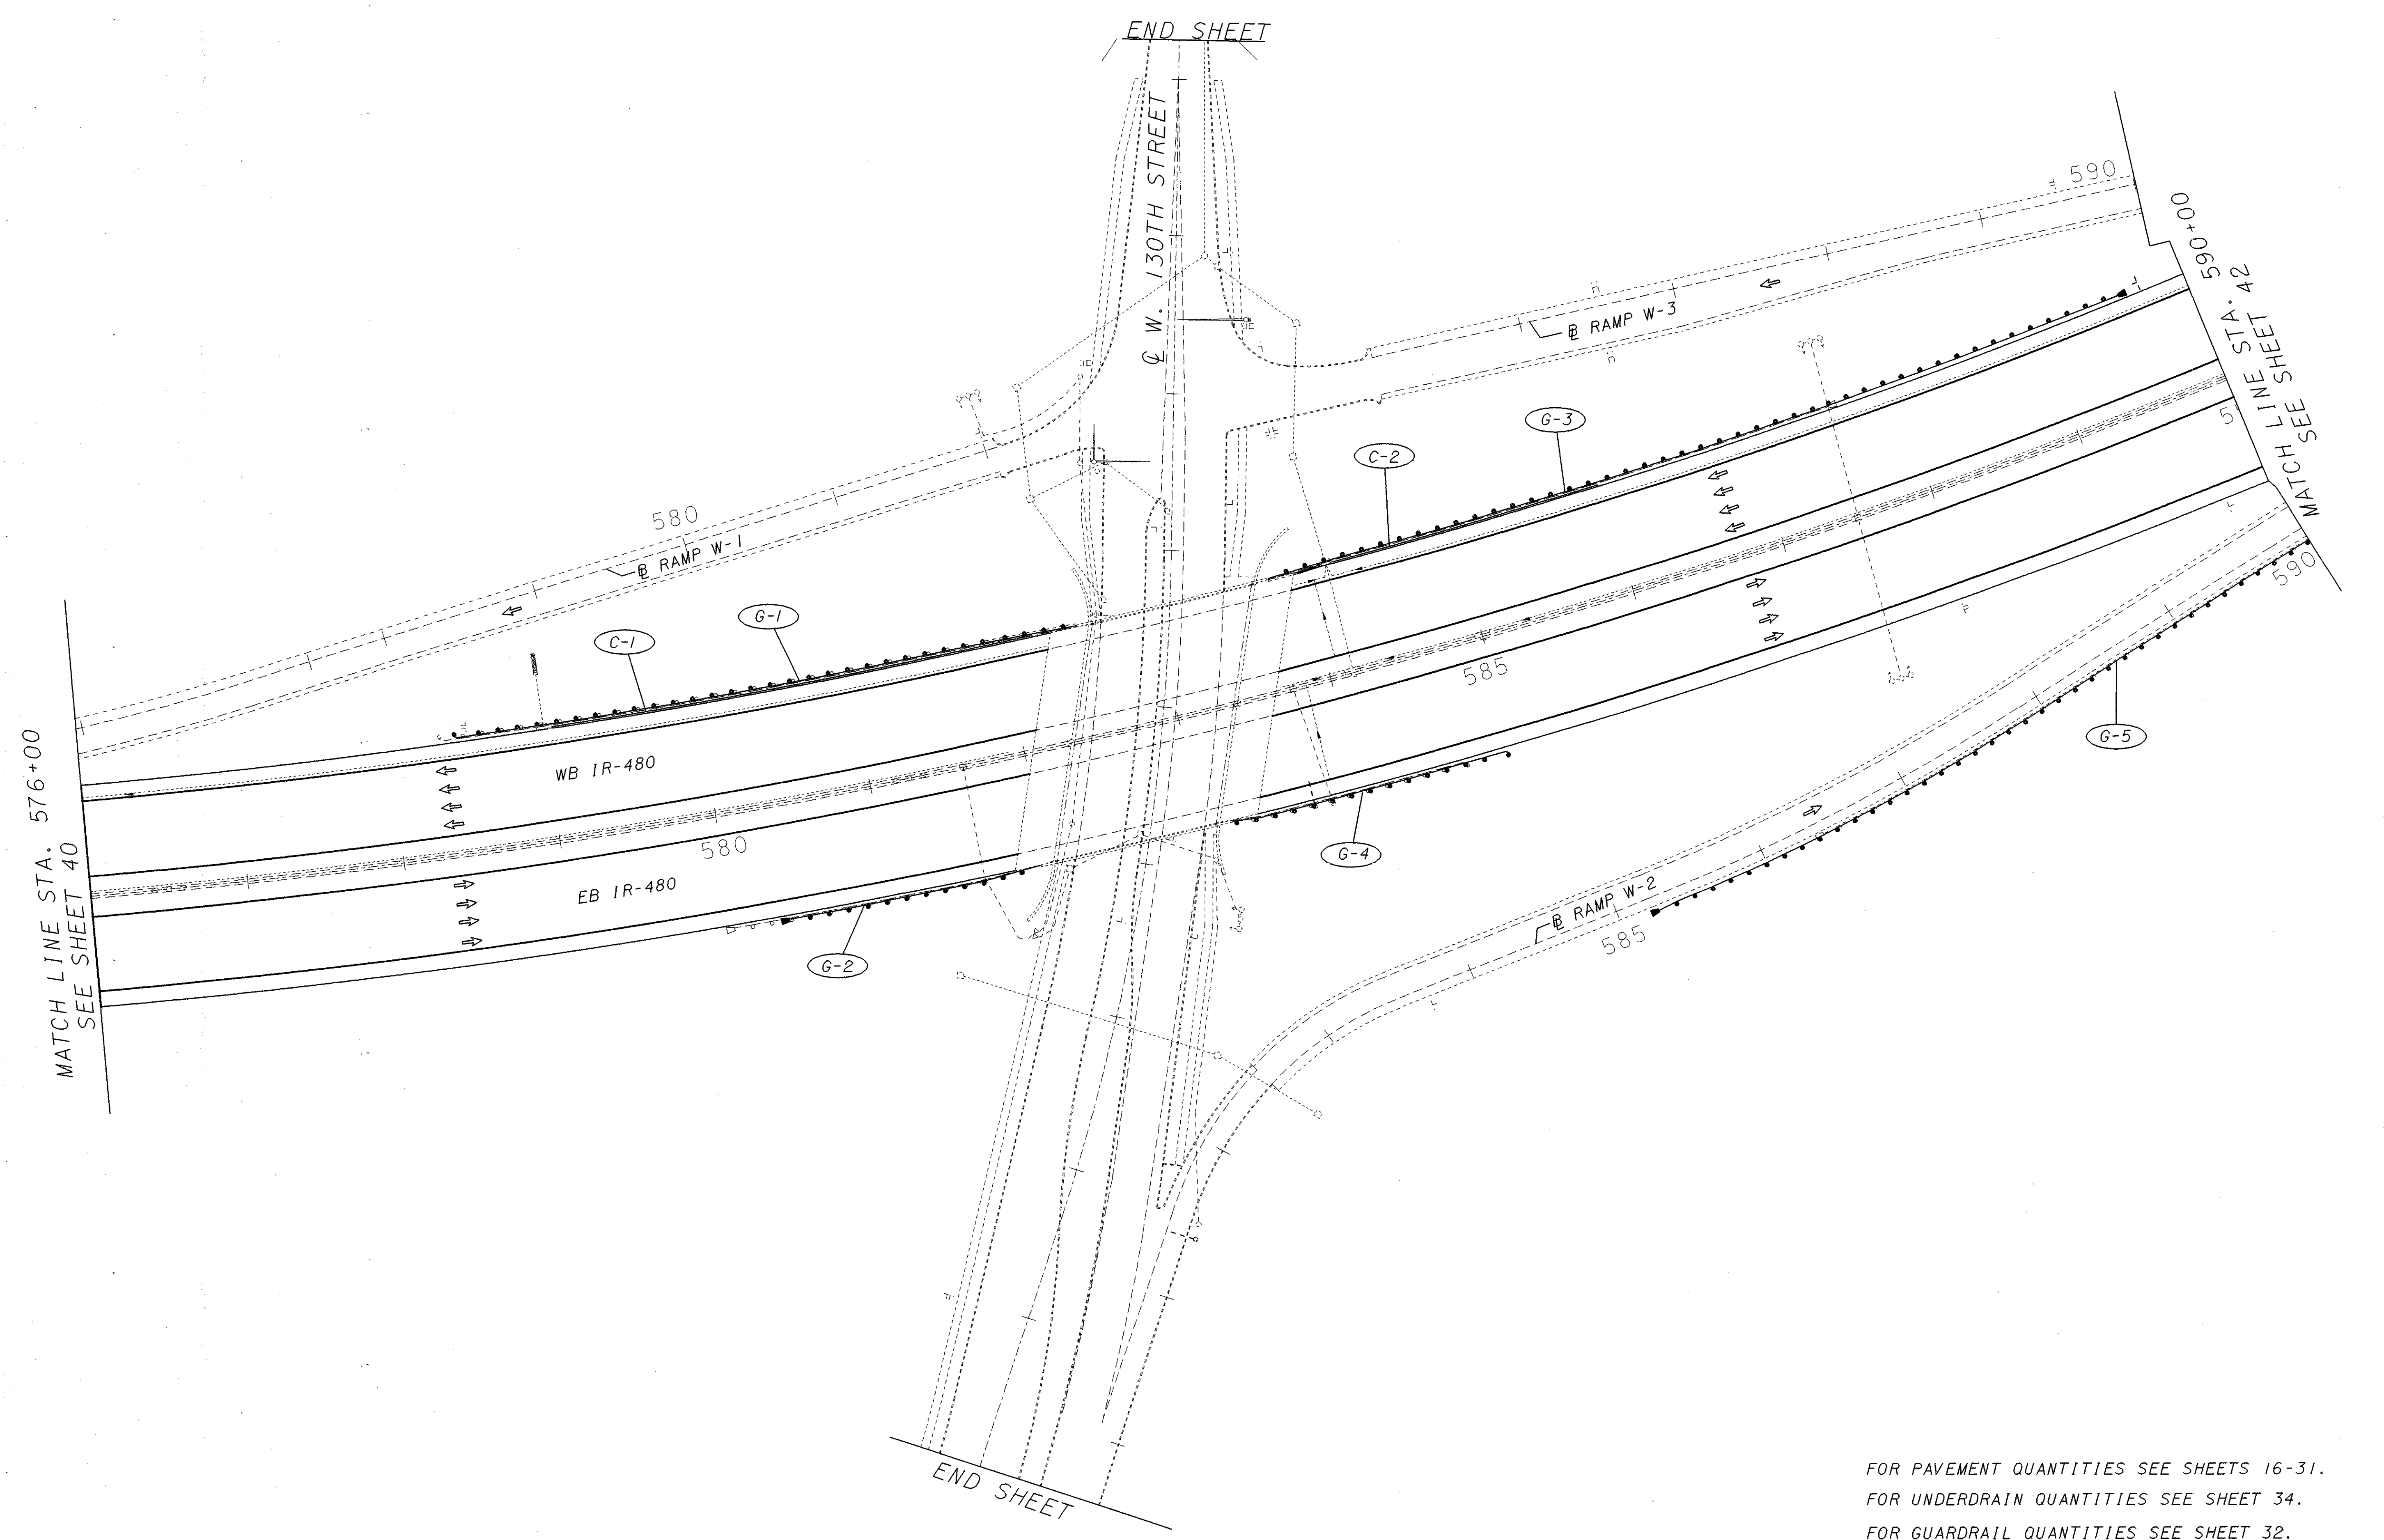 END SHEET
℄ W. 130TH STREET
590
590+00
MATCH LINE STA.
SEE SHEET 42
℄ RAMP W-3
G-3
C-2
580
℄ RAMP W-1
G-1
C-1
585
590
G-5
WB IR-480
580
EB IR-480
G-4
G-2
576+00
MATCH LINE STA.
SEE SHEET 40
℄ RAMP W-2
585
END SHEET
FOR PAVEMENT QUANTITIES SEE SHEETS 16-31.
FOR UNDERDRAIN QUANTITIES SEE SHEET 34.
FOR GUARDRAIL QUANTITIES SEE SHEET 32.